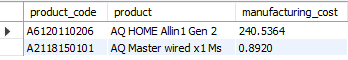 product_code product manufacturing_cost
A6120110206 AQ HOME Allin1 Gen 2 240.5364
A2118150101 AQ Master wired x1 Ms 0.8920